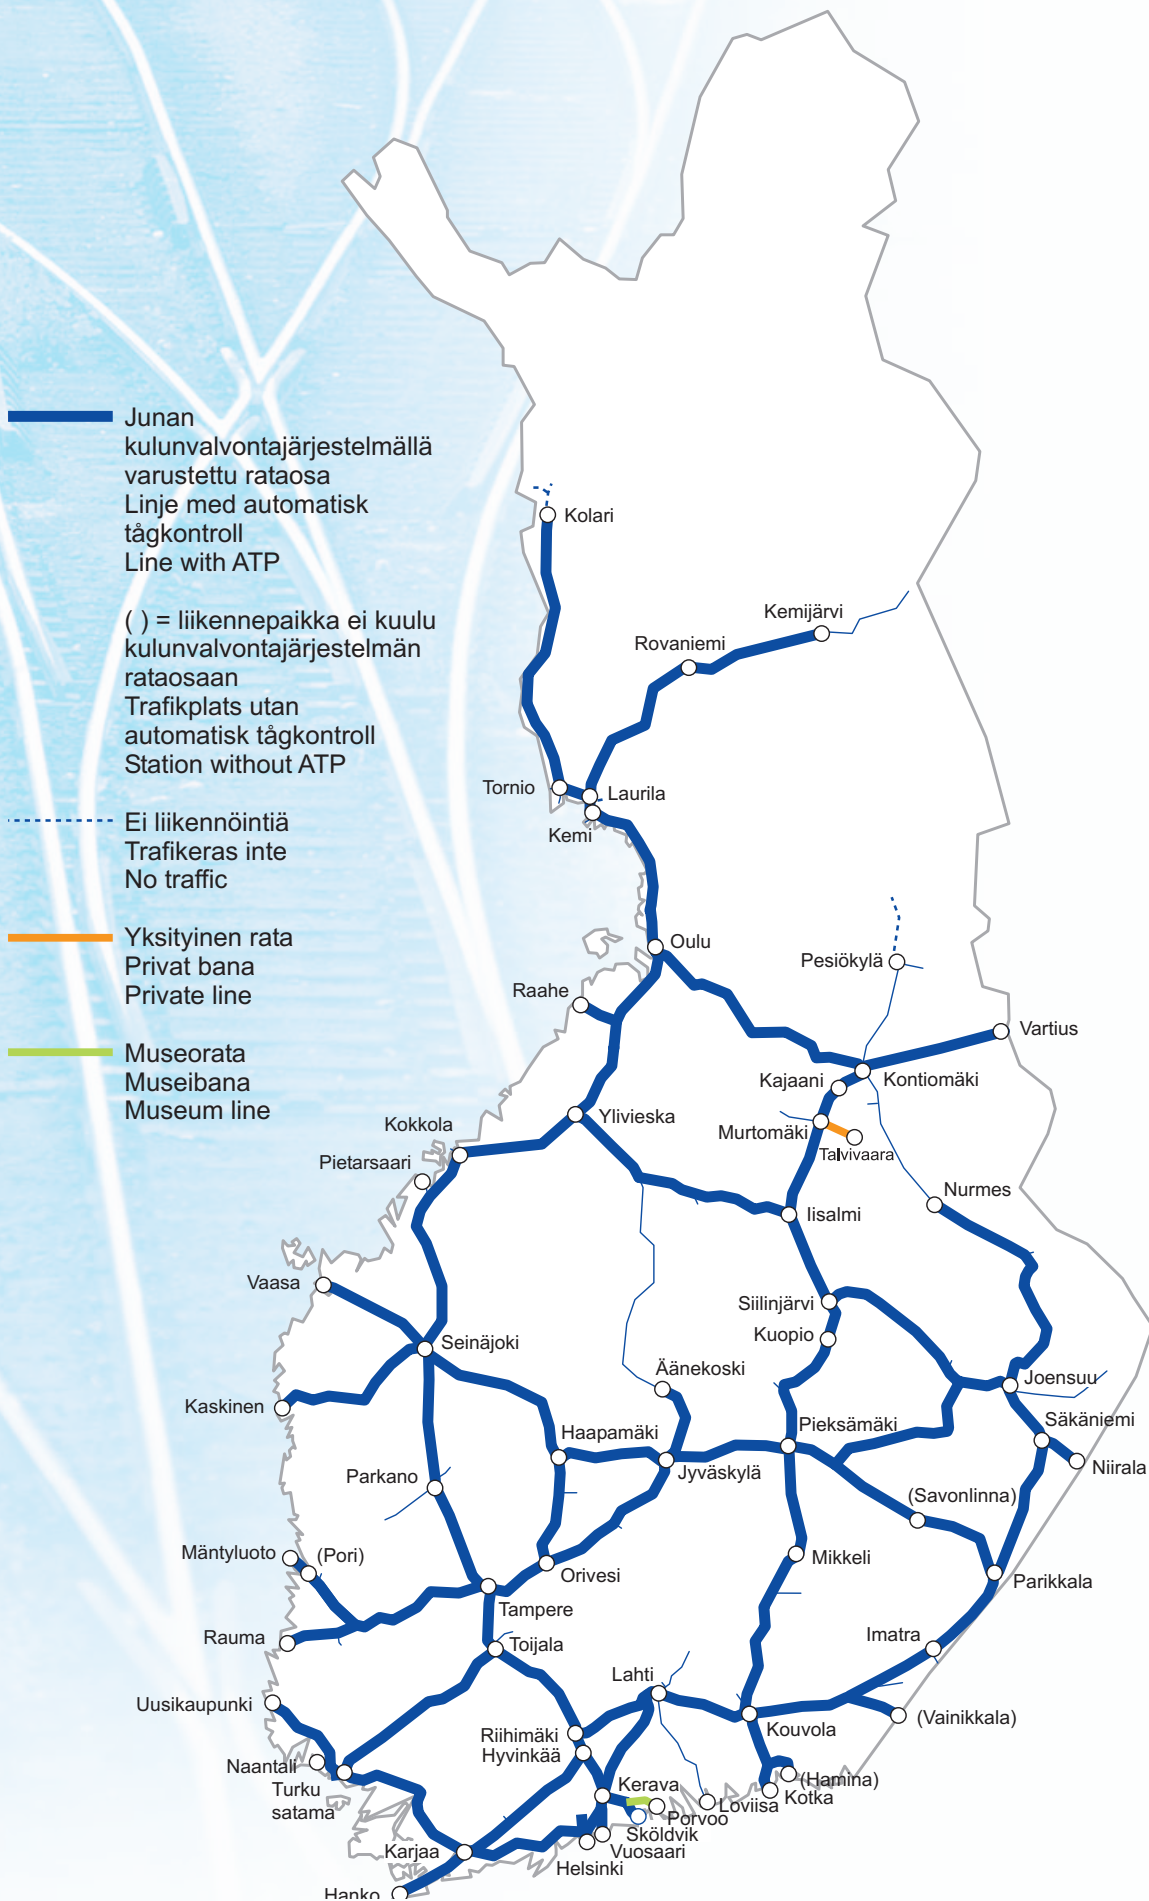 Junan
kulunvalvontajärjestelmällä
varustettu rataosa
Linje med automatisk
tågkontroll
Line with ATP
( ) = liikennepaikka ei kuulu
kulunvalvontajärjestelmän
rataosaan
Trafikplats utan
automatisk tågkontroll
Station without ATP
Ei liikennöintiä
Trafikeras inte
No traffic
Yksityinen rata
Privat bana
Private line
Museorata
Museibana
Museum line
Kolari
Kemijärvi
Rovaniemi
Tornio
Laurila
Kemi
Oulu
Pesiökylä
Raahe
Vartius
Kajaani
Kontiomäki
Ylivieska
Kokkola
Murtomäki
Talvivaara
Pietarsaari
Nurmes
Iisalmi
Vaasa
Siilinjärvi
Kuopio
Seinäjoki
Äänekoski
Joensuu
Kaskinen
Haapamäki
Pieksämäki
Säkäniemi
Jyväskylä
Niirala
Parkano
(Savonlinna)
Mäntyluoto
(Pori)
Mikkeli
Orivesi
Parikkala
Tampere
Rauma
Toijala
Imatra
Lahti
Uusikaupunki
(Vainikkala)
Kouvola
Riihimäki
Hyvinkää
Naantali
Turku
satama
Kerava
(Hamina)
Kotka
Loviisa
Porvoo
Sköldvik
Vuosaari
Karjaa
Helsinki
Hanko